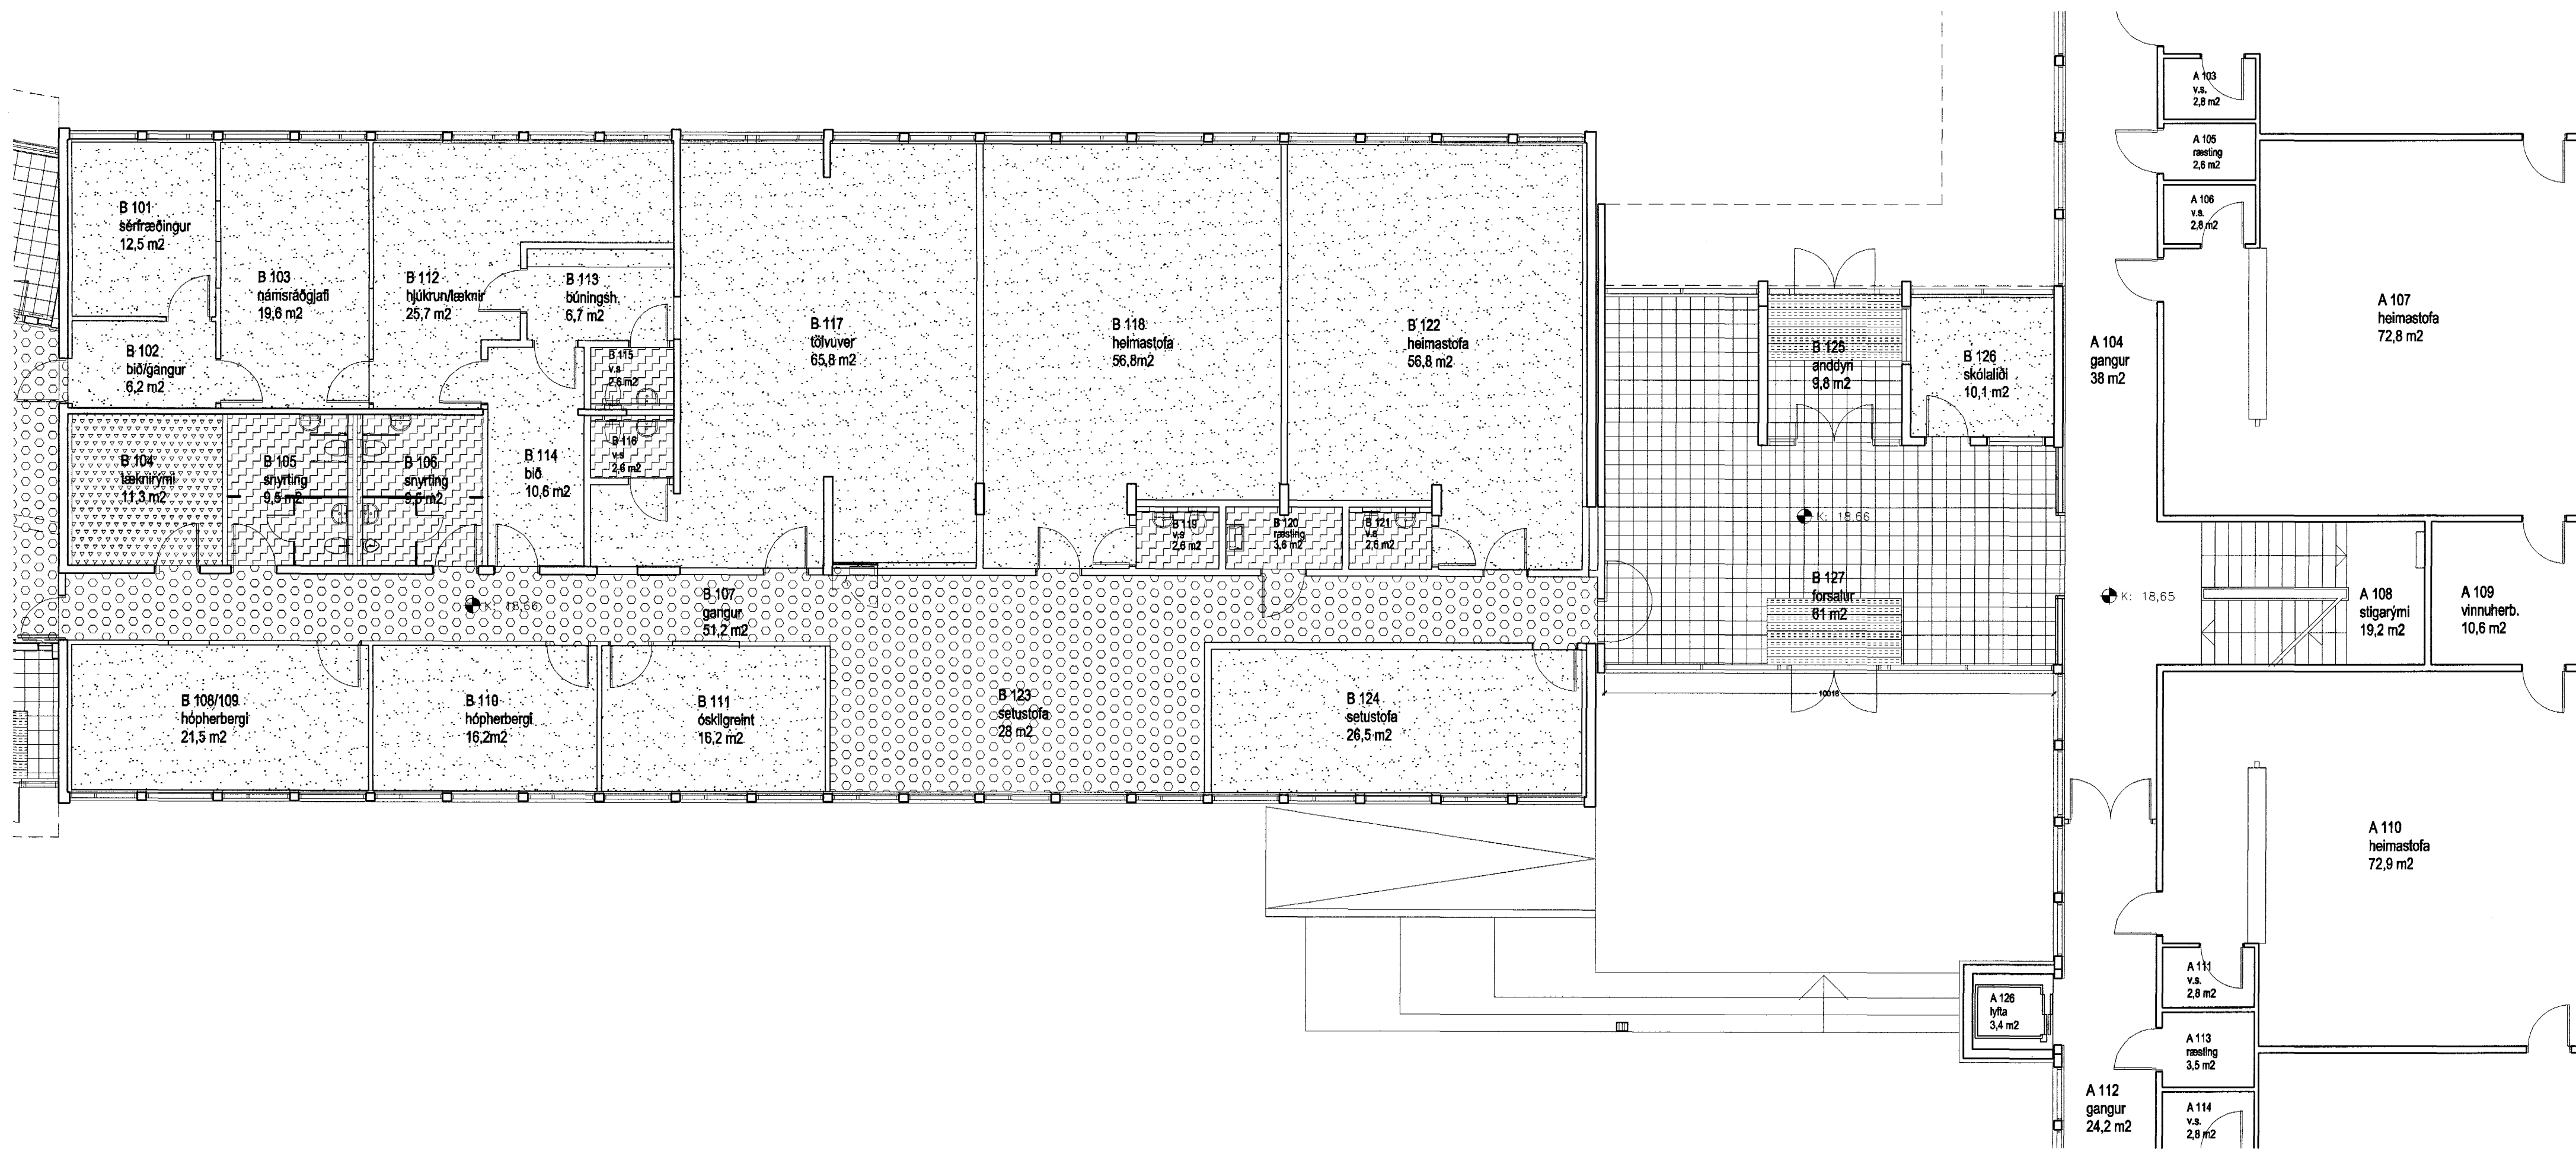 B 101
sérfræðingur
12,5 m2
B 102
bið/gangur
6,2 m2
B 103
námsráðgjafi
19,6 m2
B 112
hjúkrun/læknir
25,7 m2
B 113
búningsh.
6,7 m2
B 115
v.s
2,6 m2
B 116
v.s
2,6 m2
B 104
tæknirými
11,3 m2
B 105
snyrting
9,5 m2
B 106
snyrting
9,5 m2
B 114
bið
10,6 m2
B 117
tölvuver
65,8 m2
B 118
heimastofa
56,8m2
B 122
heimastofa
56,8 m2
B 119
v.s
2,6 m2
B 120
ræsting
3,6 m2
B 121
v.s
2,6 m2
K: 18,66
B 107
gangur
51,2 m2
B 108/109
hópherbergi
21,5 m2
B 110
hópherbergi
16,2m2
B 111
óskilgreint
16,2 m2
B 123
setustofa
28 m2
B 124
setustofa
26,5 m2
B 125
anddyri
9,8 m2
B 126
skólaliði
10,1 m2
K: 18,66
B 127
forsalur
61 m2
10018
A 103
v.s.
2,8 m2
A 105
ræsting
2,6 m2
A 106
v.s.
2,8 m2
A 104
gangur
38 m2
A 107
heimastofa
72,8 m2
K: 18,65
A 108
stigarými
19,2 m2
A 109
vinnuherb.
10,6 m2
A 110
heimastofa
72,9 m2
A 111
v.s.
2,8 m2
A 126
lyfta
3,4 m2
A 113
ræsting
3,5 m2
A 112
gangur
24,2 m2
A 114
v.s.
2,8 m2